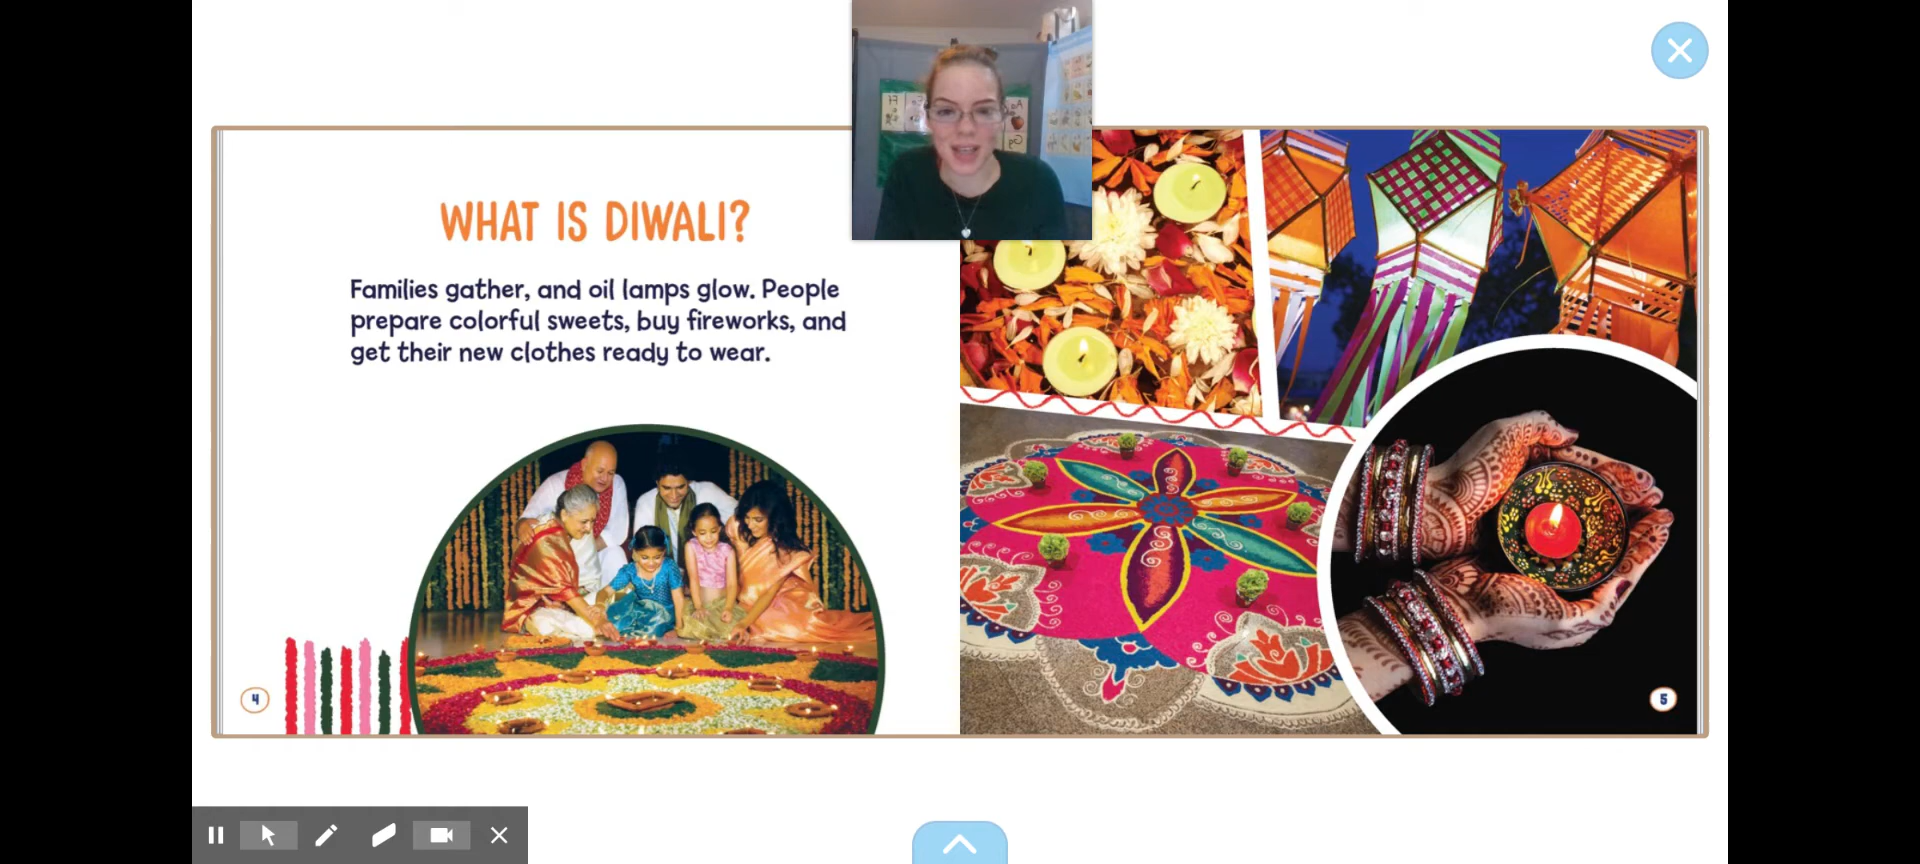 WHAT IS DIWALI?
Families gather, and oil lamps glow. People
prepare colorful sweets, buy fireworks, and
get their new clothes ready to wear.
4
5